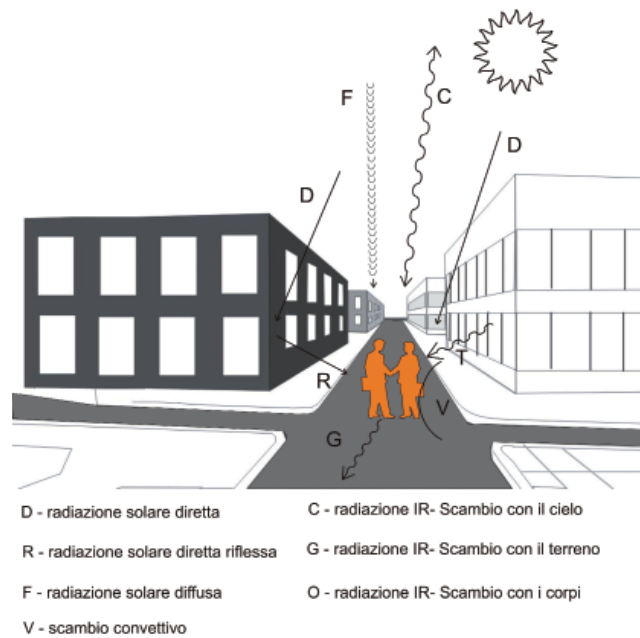 F
C
D
D
R
T
V
G
D - radiazione solare diretta
C - radiazione IR- Scambio con il cielo
R - radiazione solare diretta riflessa
G - radiazione IR- Scambio con il terreno
F - radiazione solare diffusa
O - radiazione IR- Scambio con i corpi
V - scambio convettivo